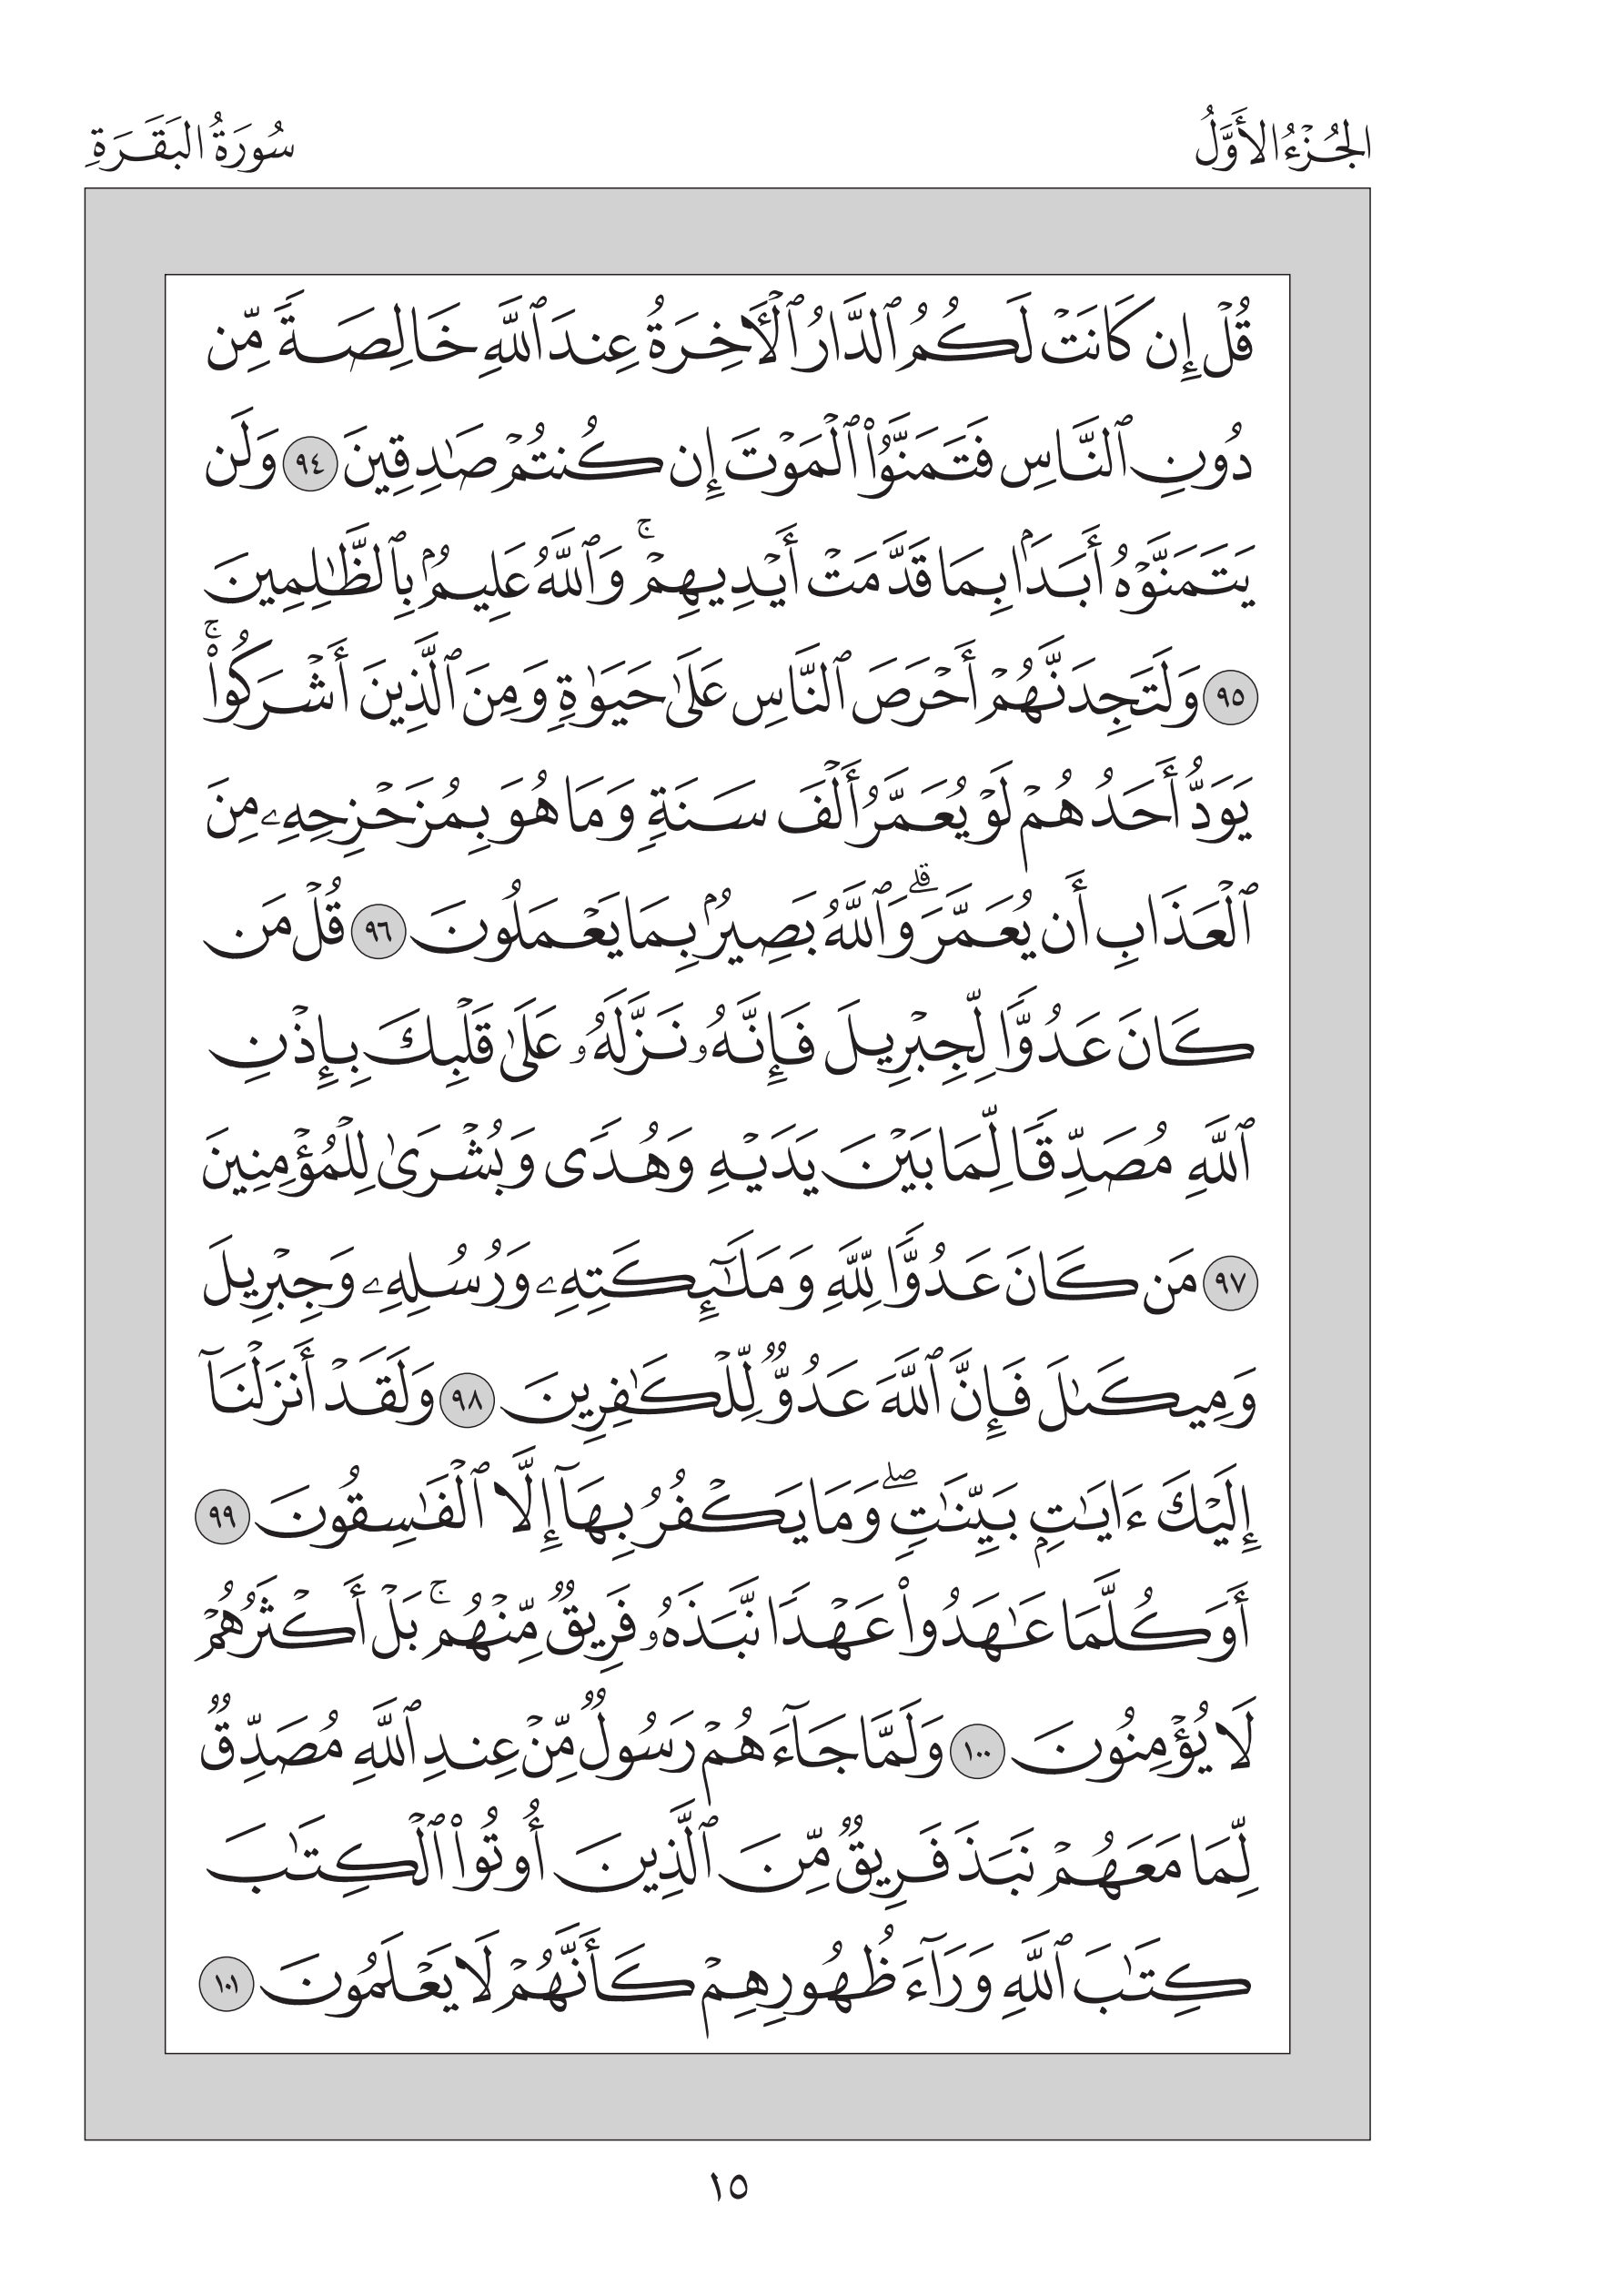 الجُزْءُ الأَوَّلُ
سُورَةُ البَقَرَةِ
قُلْ إِن كَانَتْ لَكُمُ ٱلدَّارُ ٱلْـَٔاخِرَةُ عِندَ ٱللَّهِ خَالِصَةً مِّن
دُونِ ٱلنَّاسِ فَتَمَنَّوُا۟ ٱلْمَوْتَ إِن كُنتُمْ صَـٰدِقِينَ ٩٤ وَلَن
يَتَمَنَّوْهُ أَبَدًۢا بِمَا قَدَّمَتْ أَيْدِيهِمْ ۚ وَٱللَّهُ عَلِيمٌۢ بِٱلظَّـٰلِمِينَ
٩٥ وَلَتَجِدَنَّهُمْ أَحْرَصَ ٱلنَّاسِ عَلَىٰ حَيَوٰةٍ وَمِنَ ٱلَّذِينَ أَشْرَكُوا۟ ۚ
يَوَدُّ أَحَدُهُمْ لَوْ يُعَمَّرُ أَلْفَ سَنَةٍ وَمَا هُوَ بِمُزَحْزِحِهِۦ مِنَ
ٱلْعَذَابِ أَن يُعَمَّرَ ۗ وَٱللَّهُ بَصِيرٌۢ بِمَا يَعْمَلُونَ ٩٦ قُلْ مَن
كَانَ عَدُوًّا لِّجِبْرِيلَ فَإِنَّهُۥ نَزَّلَهُۥ عَلَىٰ قَلْبِكَ بِإِذْنِ
ٱللَّهِ مُصَدِّقًا لِّمَا بَيْنَ يَدَيْهِ وَهُدًى وَبُشْرَىٰ لِلْمُؤْمِنِينَ
٩٧ مَن كَانَ عَدُوًّا لِّلَّهِ وَمَلَـٰٓئِكَتِهِۦ وَرُسُلِهِۦ وَجِبْرِيلَ
وَمِيكَىٰلَ فَإِنَّ ٱللَّهَ عَدُوٌّ لِّلْكَـٰفِرِينَ ٩٨ وَلَقَدْ أَنزَلْنَآ
إِلَيْكَ ءَايَـٰتٍۭ بَيِّنَـٰتٍ ۖ وَمَا يَكْفُرُ بِهَآ إِلَّا ٱلْفَـٰسِقُونَ ٩٩
أَوَكُلَّمَا عَـٰهَدُوا۟ عَهْدًا نَّبَذَهُۥ فَرِيقٌ مِّنْهُم ۚ بَلْ أَكْثَرُهُمْ
لَا يُؤْمِنُونَ ١٠٠ وَلَمَّا جَآءَهُمْ رَسُولٌ مِّنْ عِندِ ٱللَّهِ مُصَدِّقٌ
لِّمَا مَعَهُمْ نَبَذَ فَرِيقٌ مِّنَ ٱلَّذِينَ أُوتُوا۟ ٱلْكِتَـٰبَ
كِتَـٰبَ ٱللَّهِ وَرَآءَ ظُهُورِهِمْ كَأَنَّهُمْ لَا يَعْلَمُونَ ١٠١
١٥